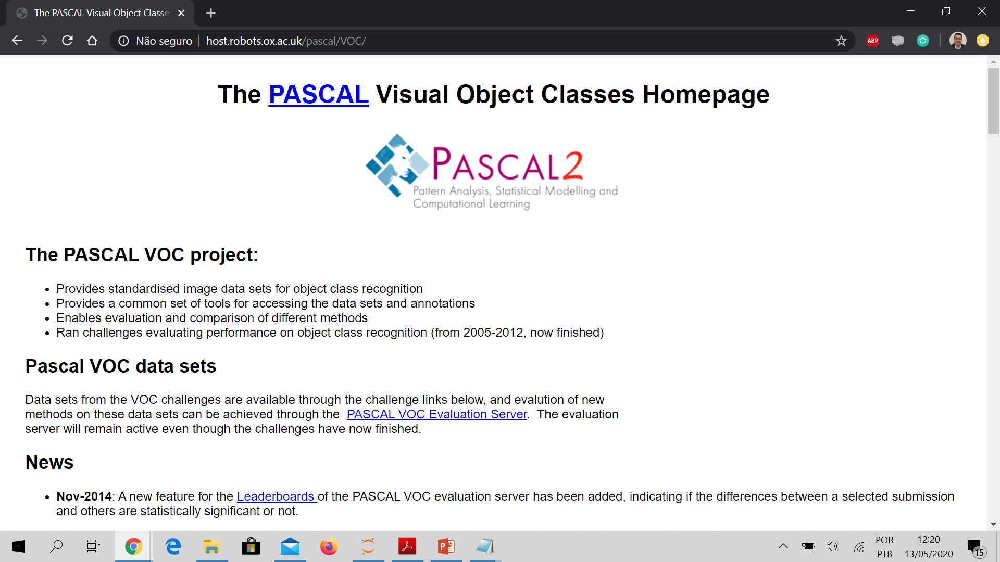 The PASCAL Visual Object Classes
Não seguro host.robots.ox.ac.uk/pascal/VOC/
ABP
The PASCAL Visual Object Classes Homepage
PASCAL2
Pattern Analysis, Statistical Modelling and
Computational Learning
The PASCAL VOC project:
Provides standardised image data sets for object class recognition
Provides a common set of tools for accessing the data sets and annotations
Enables evaluation and comparison of different methods
Ran challenges evaluating performance on object class recognition (from 2005-2012, now finished)
Pascal VOC data sets
Data sets from the VOC challenges are available through the challenge links below, and evalution of new
methods on these data sets can be achieved through the PASCAL VOC Evaluation Server. The evaluation
server will remain active even though the challenges have now finished.
News
Nov-2014: A new feature for the Leaderboards of the PASCAL VOC evaluation server has been added, indicating if the differences between a selected submission
and others are statistically significant or not.
POR 12:20
PTB 13/05/2020
15